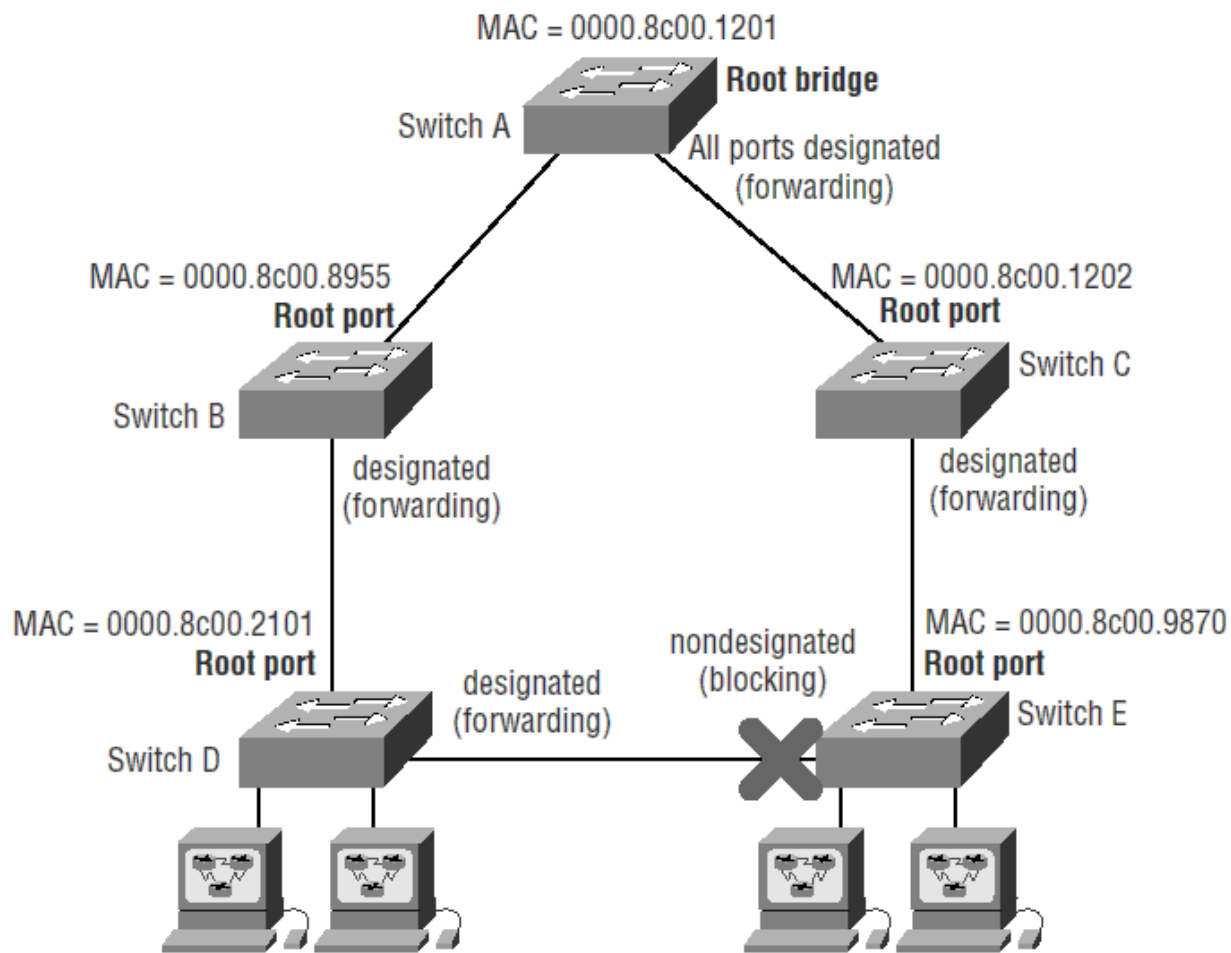 MAC = 0000.8c00.1201
Root bridge
Switch A
All ports designated
(forwarding)
MAC = 0000.8c00.8955
Root port
MAC = 0000.8c00.1202
Root port
Switch B
Switch C
designated
(forwarding)
designated
(forwarding)
MAC = 0000.8c00.2101
Root port
designated
(forwarding)
nondesignated
(blocking)
MAC = 0000.8c00.9870
Root port
Switch D
Switch E